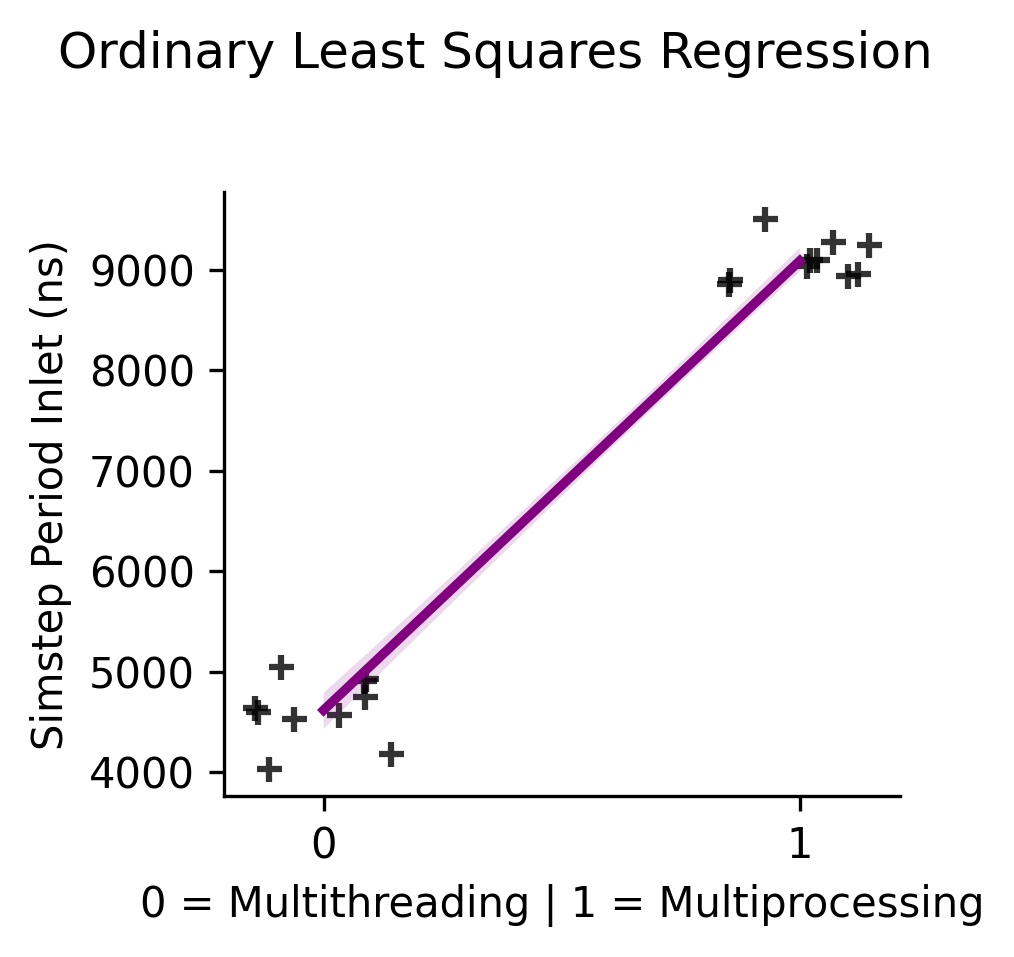 Ordinary Least Squares Regression
Simstep Period Inlet (ns)
9000
8000
7000
6000
5000
4000
0
1
0 = Multithreading | 1 = Multiprocessing